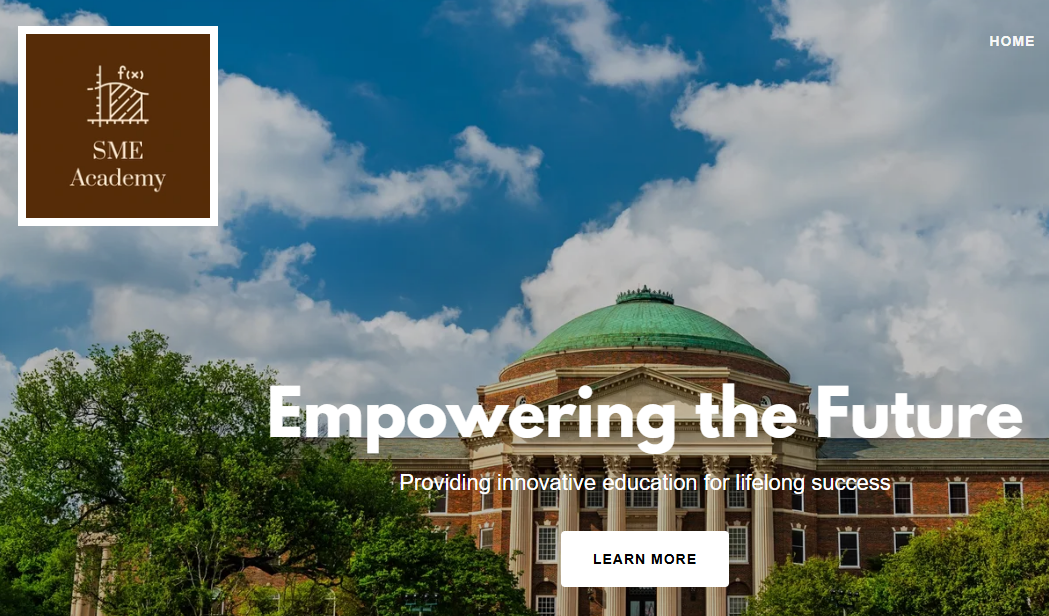 HOME
f(x)
SME
Academy
Empowering the Future
Providing innovative education for lifelong success
LEARN MORE